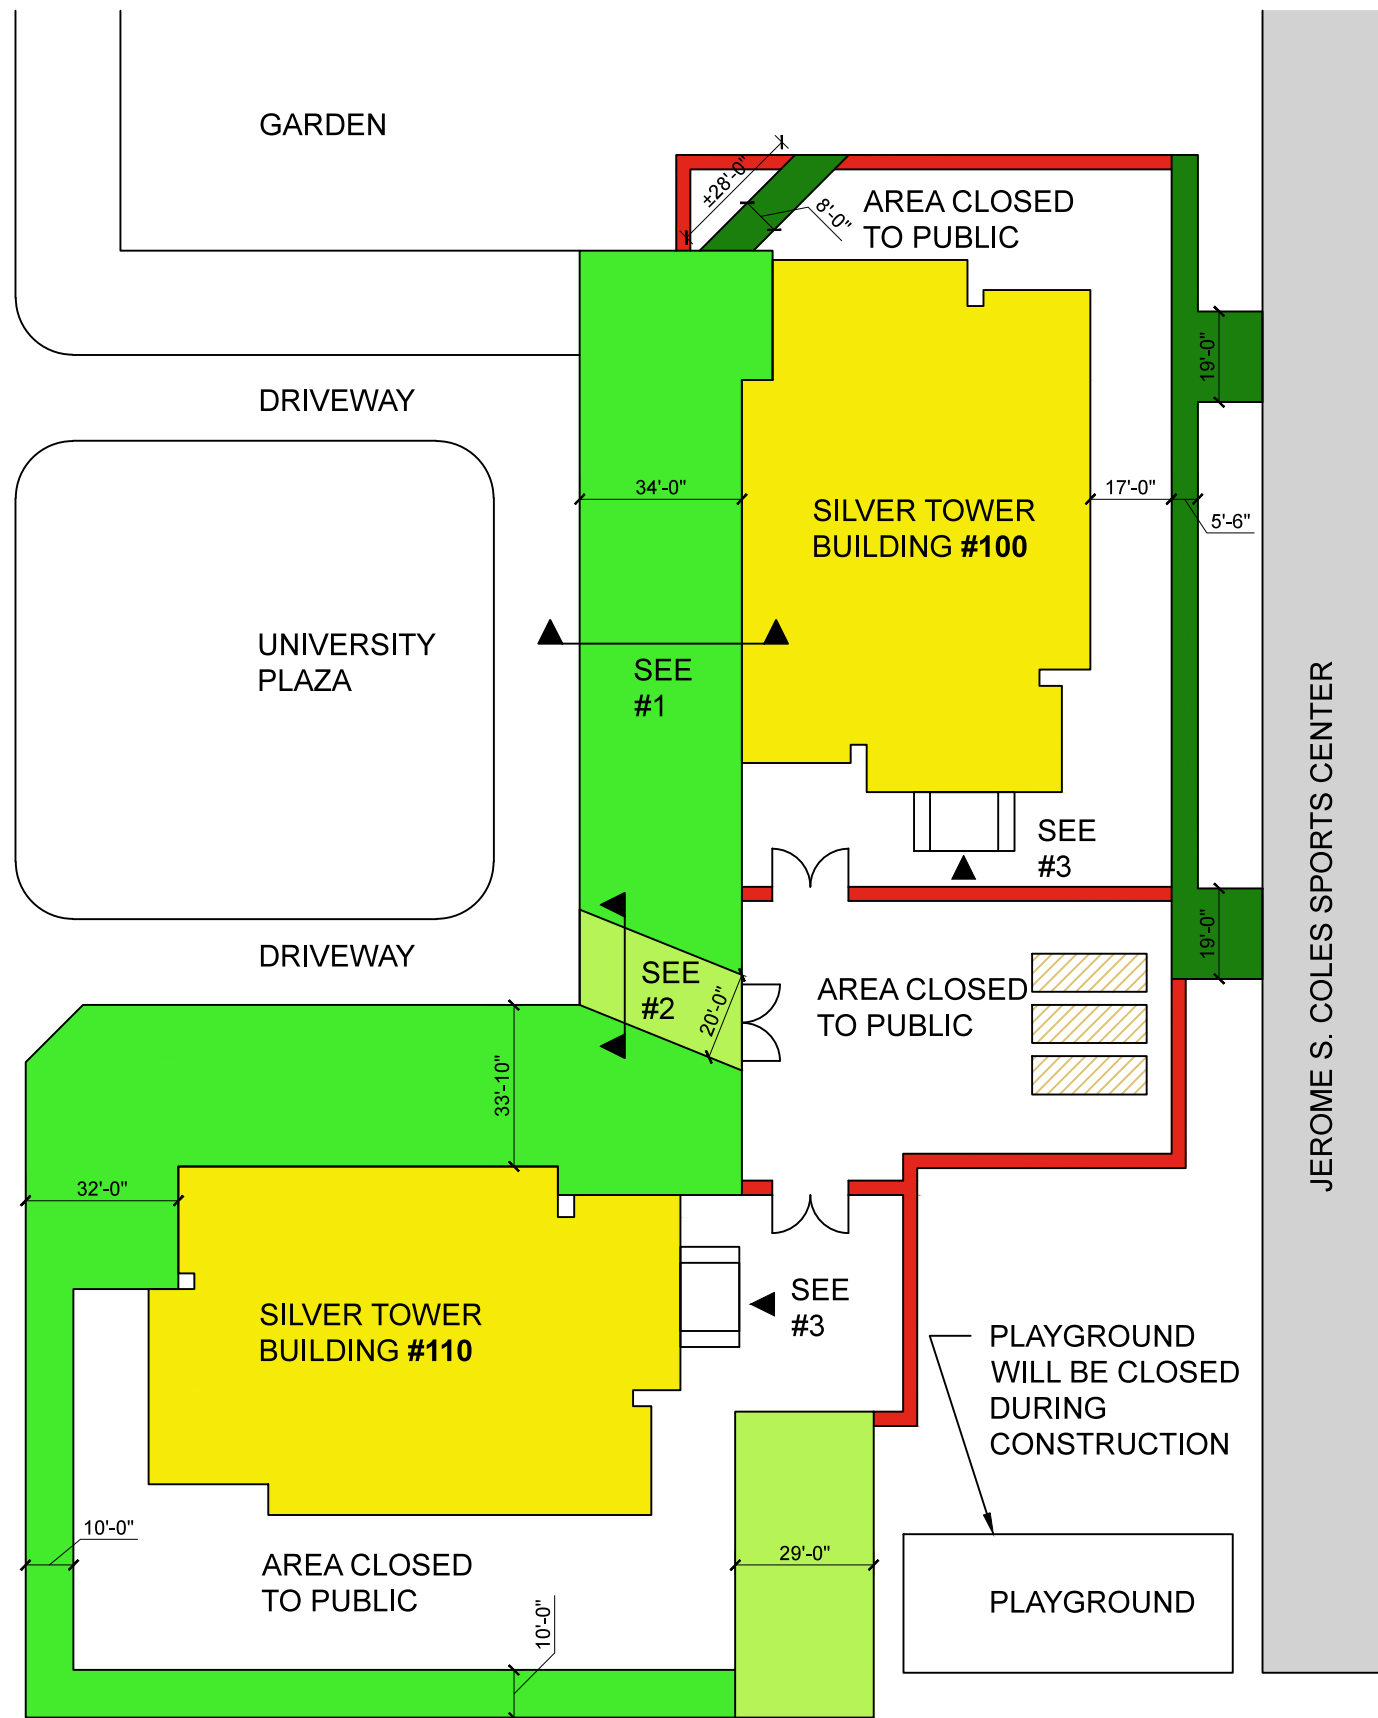 GARDEN
±28'-0"
8'-0"
AREA CLOSED
TO PUBLIC
19'-0"
DRIVEWAY
34'-0"
17'-0"
5'-6"
SILVER TOWER
BUILDING #100
UNIVERSITY
PLAZA
SEE
#1
JEROME S. COLES SPORTS CENTER
SEE
#3
19'-0"
DRIVEWAY
SEE
#2
20'-0"
AREA CLOSED
TO PUBLIC
33'-10"
32'-0"
SILVER TOWER
BUILDING #110
SEE
#3
PLAYGROUND
WILL BE CLOSED
DURING
CONSTRUCTION
10'-0"
AREA CLOSED
TO PUBLIC
10'-0"
29'-0"
PLAYGROUND